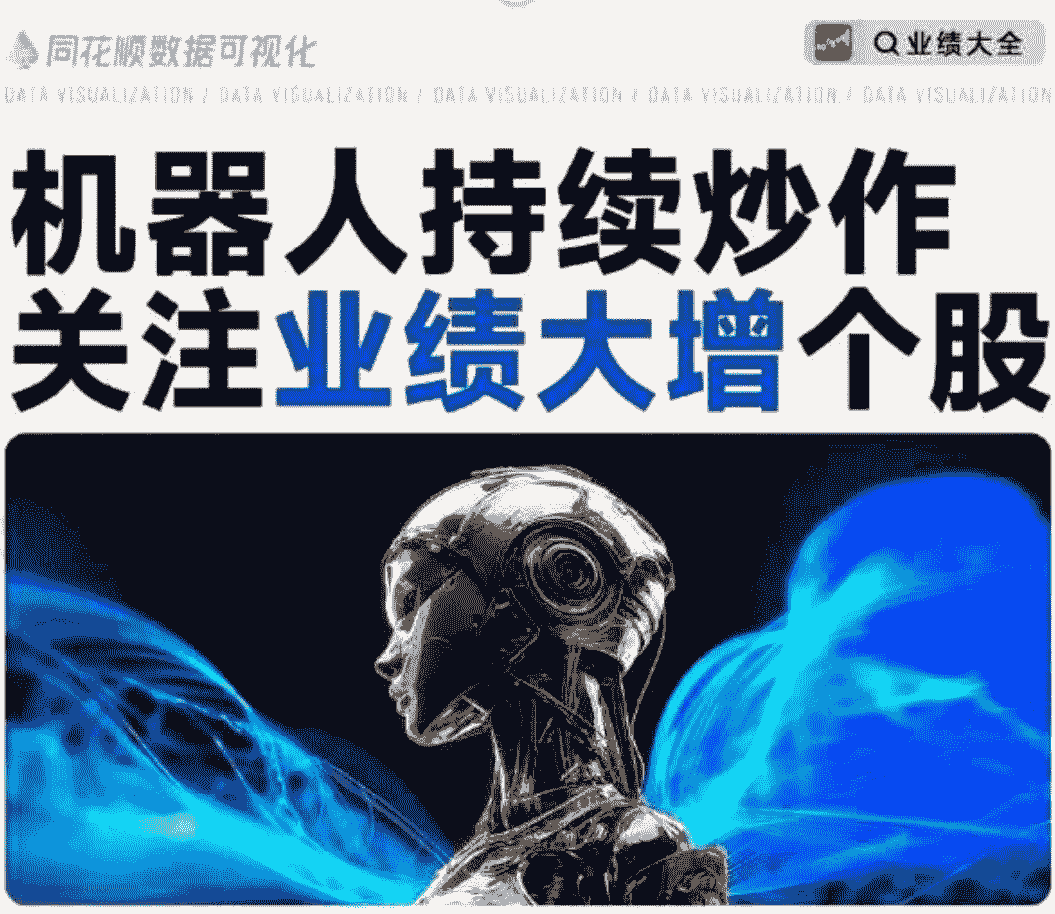 同花顺数据可视化
业绩大全
DATA VISUALIZATION / DATA VISUALIZATION / DATA VISUALIZATION / DATA VISUALIZATION / DATA VISUALIZATION
机器人持续炒作
关注业绩大增个股